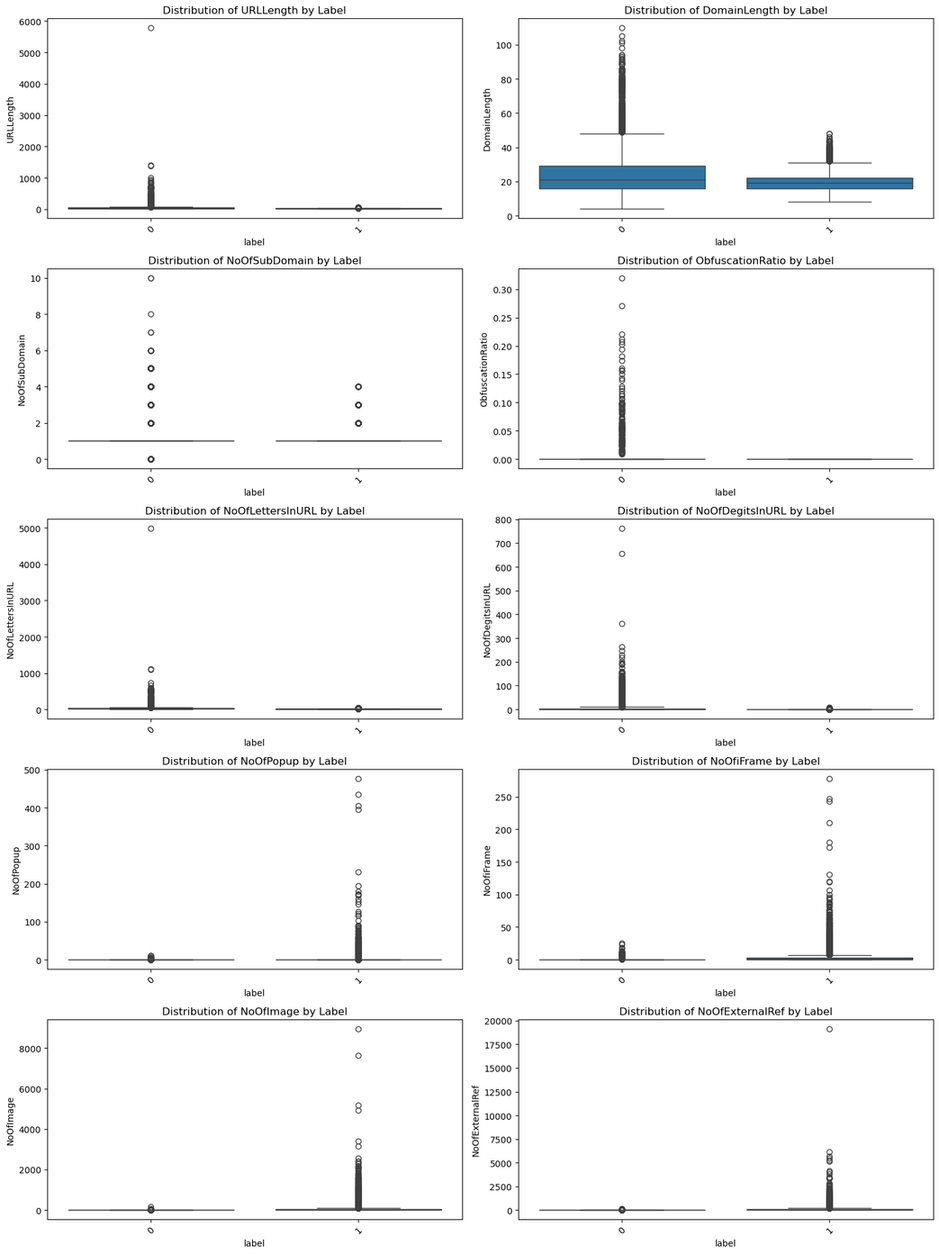 Distribution of URLLength by Label
URLLength
6000
5000
4000
3000
2000
1000
0
0
1
label
Distribution of DomainLength by Label
DomainLength
100
80
60
40
20
0
0
1
label
Distribution of NoOfSubDomain by Label
NoOfSubDomain
10
8
6
4
2
0
0
1
label
Distribution of ObfuscationRatio by Label
ObfuscationRatio
0.30
0.25
0.20
0.15
0.10
0.05
0.00
0
1
label
Distribution of NoOfLettersInURL by Label
NoOfLettersInURL
5000
4000
3000
2000
1000
0
0
1
label
Distribution of NoOfDegitsInURL by Label
NoOfDegitsInURL
800
700
600
500
400
300
200
100
0
0
1
label
Distribution of NoOfPopup by Label
NoOfPopup
500
400
300
200
100
0
0
1
label
Distribution of NoOfiFrame by Label
NoOfiFrame
250
200
150
100
50
0
0
1
label
Distribution of NoOfImage by Label
NoOfImage
8000
6000
4000
2000
0
0
1
label
Distribution of NoOfExternalRef by Label
NoOfExternalRef
20000
17500
15000
12500
10000
7500
5000
2500
0
0
1
label